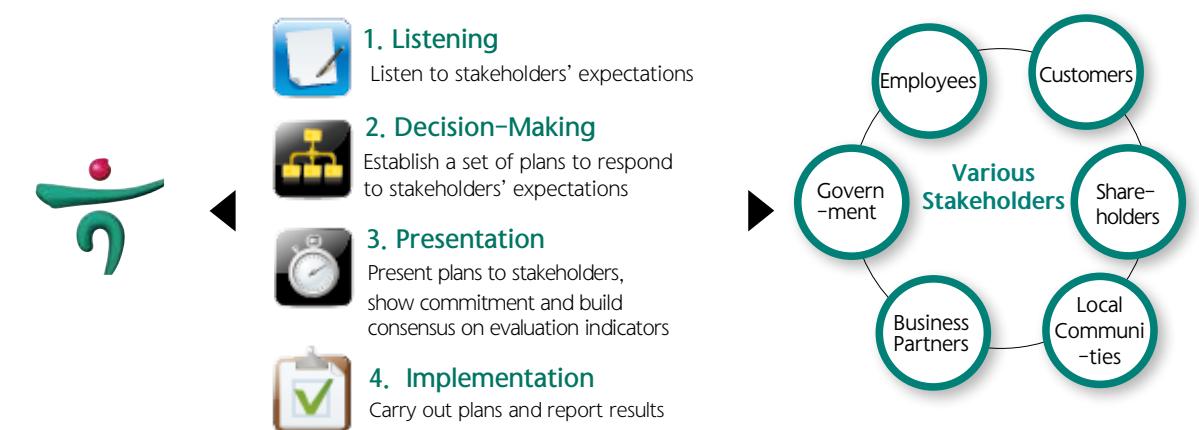 1. Listening
Listen to stakeholders' expectations
2. Decision-Making
Establish a set of plans to respond
to stakeholders' expectations
3. Presentation
Present plans to stakeholders,
show commitment and build
consensus on evaluation indicators
4. Implementation
Carry out plans and report results
Various
Stakeholders
Employees
Customers
Share-
holders
Local
Communi
-ties
Business
Partners
Govern
-ment